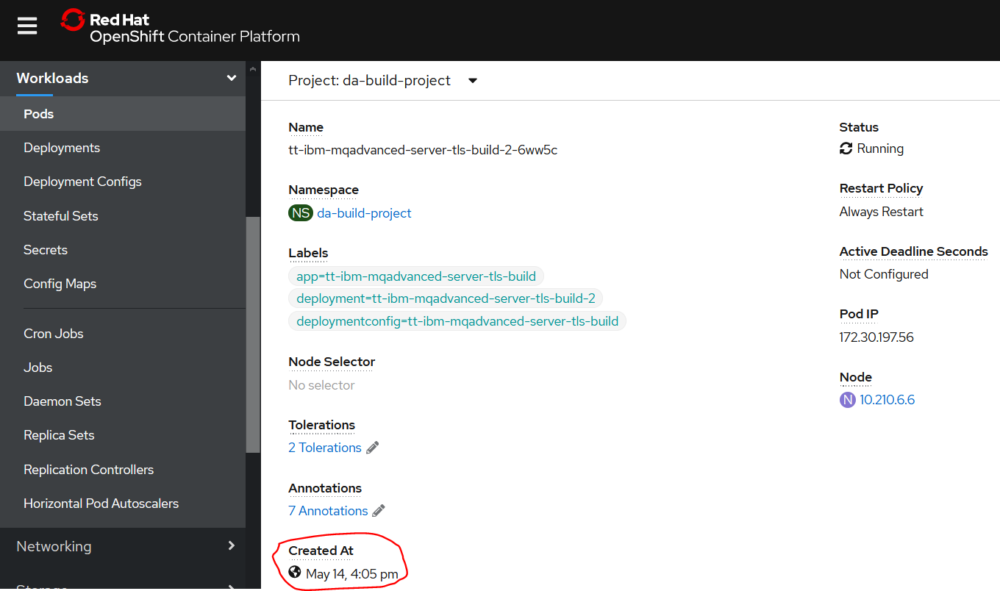 Red Hat
OpenShift Container Platform
Workloads
Pods
Deployments
Deployment Configs
Stateful Sets
Secrets
Config Maps
Cron Jobs
Jobs
Daemon Sets
Replica Sets
Replication Controllers
Horizontal Pod Autoscalers
Networking
Storage
Project: da-build-project
Name
tt-ibm-mqadvanced-server-tls-build-2-6ww5c
Namespace
NS da-build-project
Labels
app=tt-ibm-mqadvanced-server-tls-build
deployment=tt-ibm-mqadvanced-server-tls-build-2
deploymentconfig=tt-ibm-mqadvanced-server-tls-build
Node Selector
No selector
Tolerations
2 Tolerations
Annotations
7 Annotations
Created At
May 14, 4:05 pm
Status
Running
Restart Policy
Always Restart
Active Deadline Seconds
Not Configured
Pod IP
172.30.197.56
Node
N 10.210.6.6